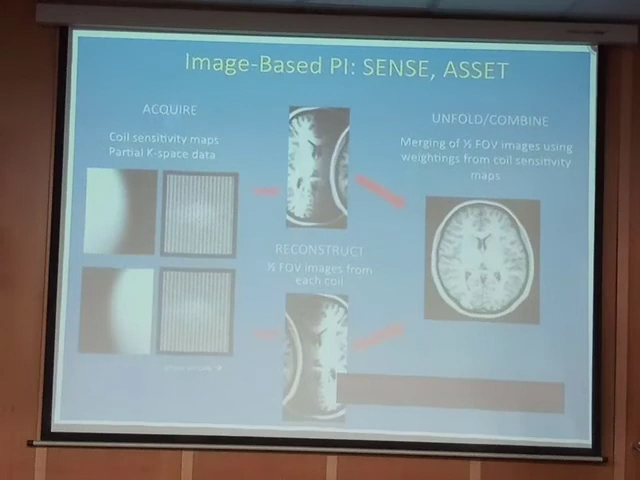 Image-Based PI: SENSE, ASSET
ACQUIRE
Coil sensitivity maps
Partial K-space data
RECONSTRUCT
½ FOV images from
each coil
UNFOLD/COMBINE
Merging of ½ FOV images using
weightings from coil sensitivity
maps